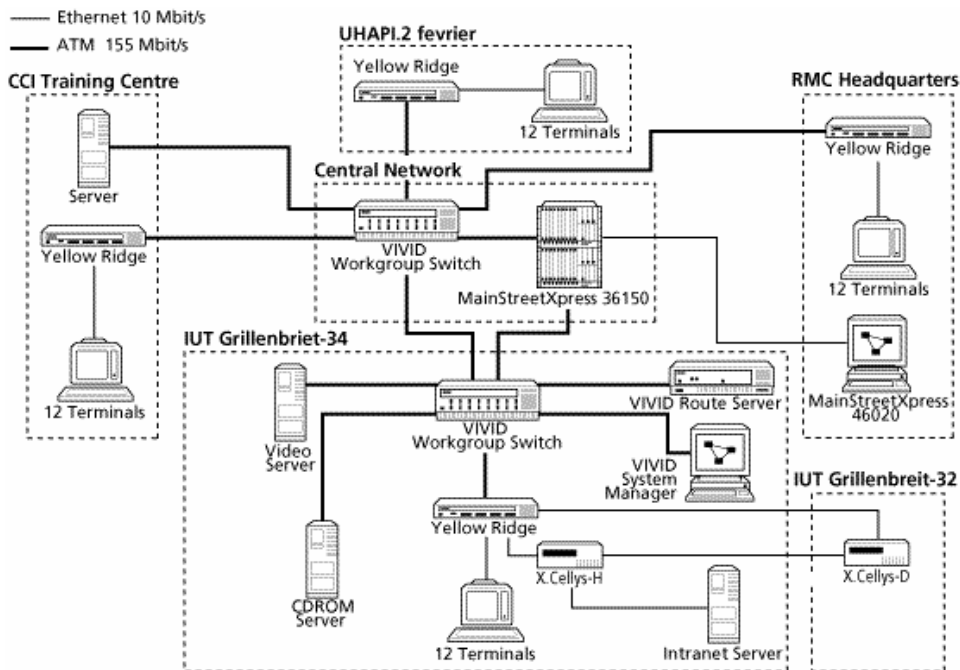 Ethernet 10 Mbit/s
ATM 155 Mbit/s
UHAPI.2 fevrier
Yellow Ridge
12 Terminals
CCI Training Centre
Server
Yellow Ridge
12 Terminals
RMC Headquarters
Yellow Ridge
12 Terminals
MainStreetXpress
46020
Central Network
VIVID
Workgroup Switch
MainStreetXpress 36150
IUT Grillenbriet-34
Video
Server
VIVID
Workgroup Switch
VIVID Route Server
VIVID
System
Manager
Yellow Ridge
CDROM
Server
12 Terminals
X.Cellys-H
Intranet Server
IUT Grillenbreit-32
X.Cellys-D